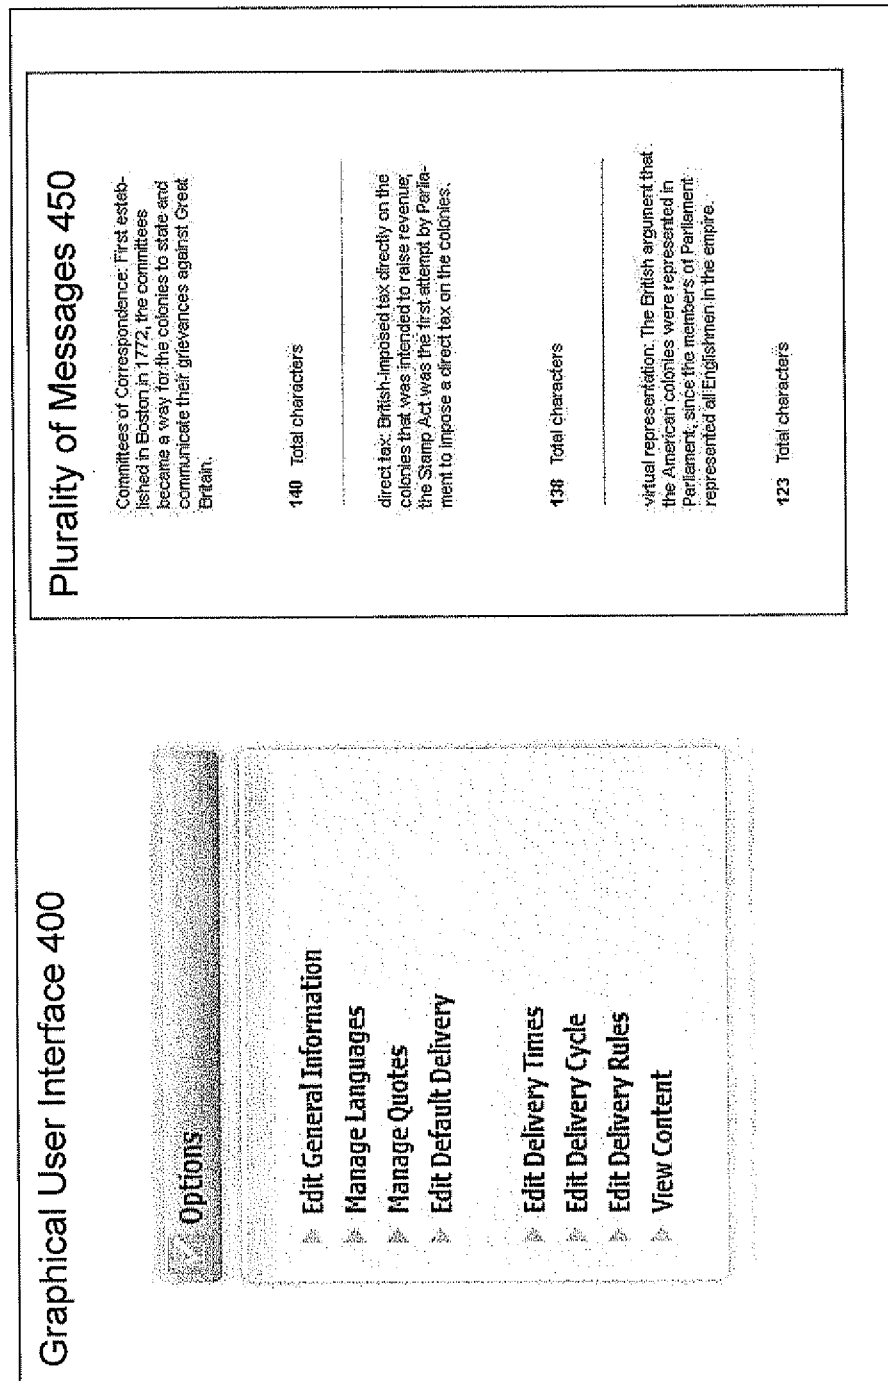 Graphical User Interface 400
Options
Edit General Information
Manage Languages
Manage Quotes
Edit Default Delivery
Edit Delivery Times
Edit Delivery Cycle
Edit Delivery Rules
View Content
Plurality of Messages 450
Committees of Correspondence: First estab-
lished in Boston in 1772, the committees
became a way for the colonies to state and
communicate their grievances against Great
Britain.
140 Total characters
direct tax: British-imposed tax directly on the
colonies that was intended to raise revenue;
the Stamp Act was the first attempt by Parlia-
ment to impose a direct tax on the colonies.
138 Total characters
virtual representation: The British argument that
the American colonies were represented in
Parliament, since the members of Parliament
represented all Englishmen in the empire.
123 Total characters